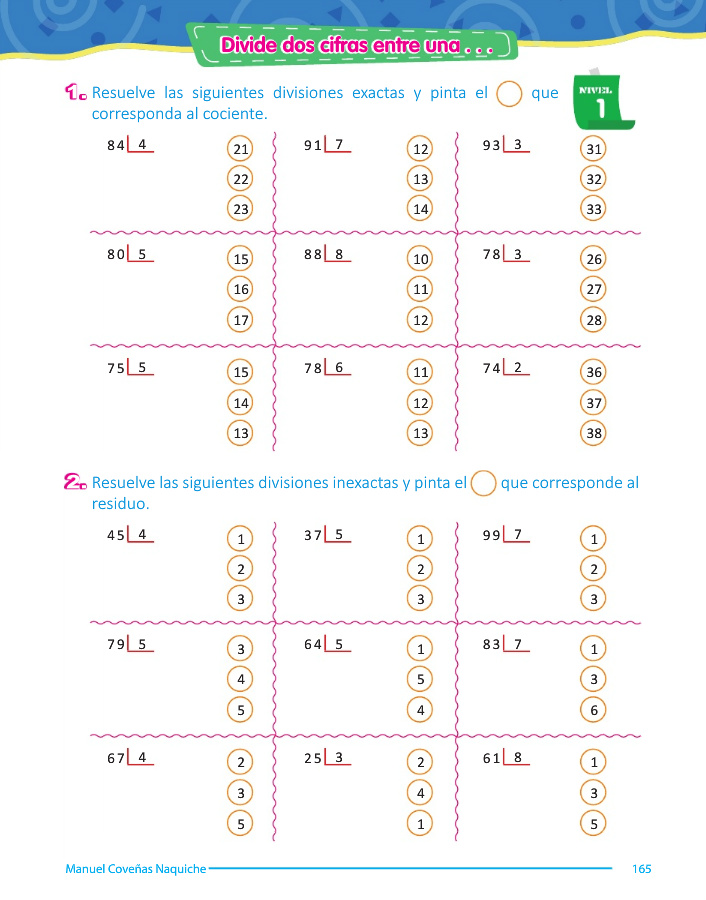 Divide dos cifras entre una . . .
NIVEL
1
1. Resuelve las siguientes divisiones exactas y pinta el que
corresponda al cociente.
84 4 21 91 7 12 93 3 31
22 13 32
23 14 33
80 5 15 88 8 10 78 3 26
16 11 27
17 12 28
75 5 15 78 6 11 74 2 36
14 12 37
13 13 38
2. Resuelve las siguientes divisiones inexactas y pinta el que corresponde al
residuo.
45 4 1 37 5 1 99 7 1
2 2 2
3 3 3
79 5 3 64 5 1 83 7 1
4 5 3
5 4 6
67 4 2 25 3 2 61 8 1
3 4 3
5 1 5
Manuel Coveñas Naquiche 165